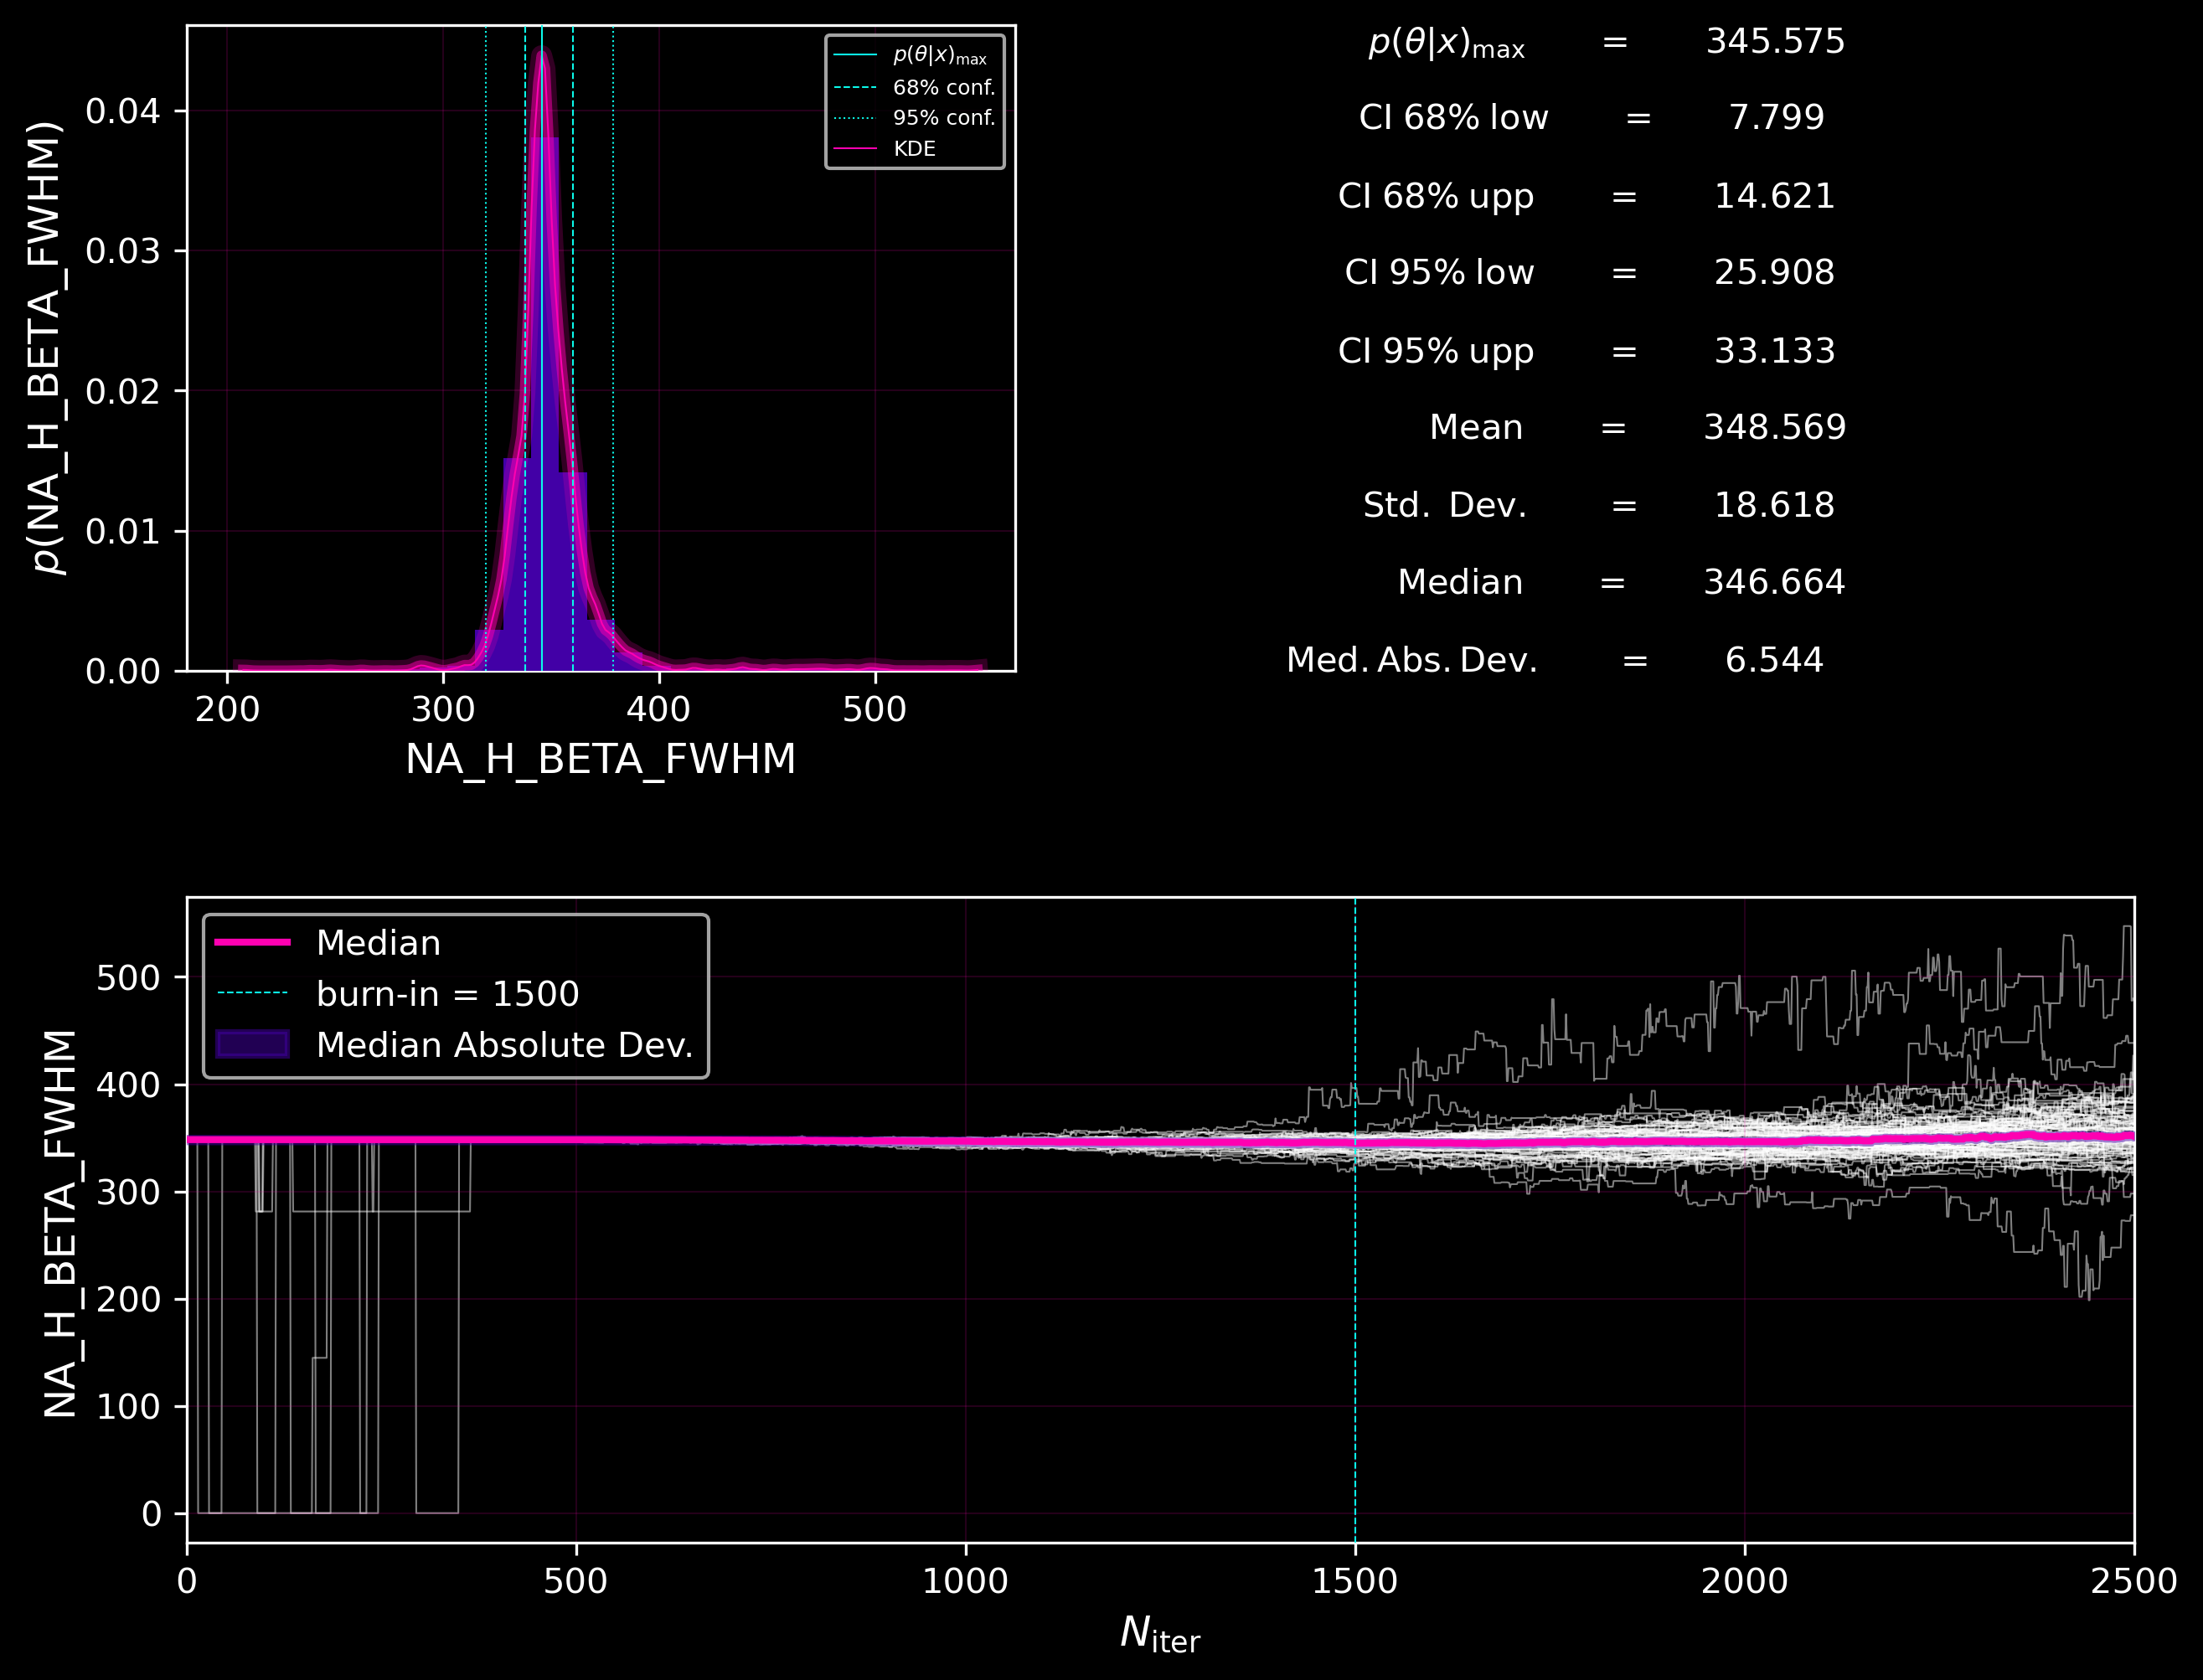 p(NA_H_BETA_FWHM)
0.04
0.03
0.02
0.01
0.00
200 300 400 500
NA_H_BETA_FWHM
p(θ|x)max
68% conf.
95% conf.
KDE
p(θ|x)max = 345.575
CI 68% low = 7.799
CI 68% upp = 14.621
CI 95% low = 25.908
CI 95% upp = 33.133
Mean = 348.569
Std. Dev. = 18.618
Median = 346.664
Med. Abs. Dev. = 6.544
NA_H_BETA_FWHM
500
400
300
200
100
0
Median
burn-in = 1500
Median Absolute Dev.
0 500 1000 1500 2000 2500
Niter